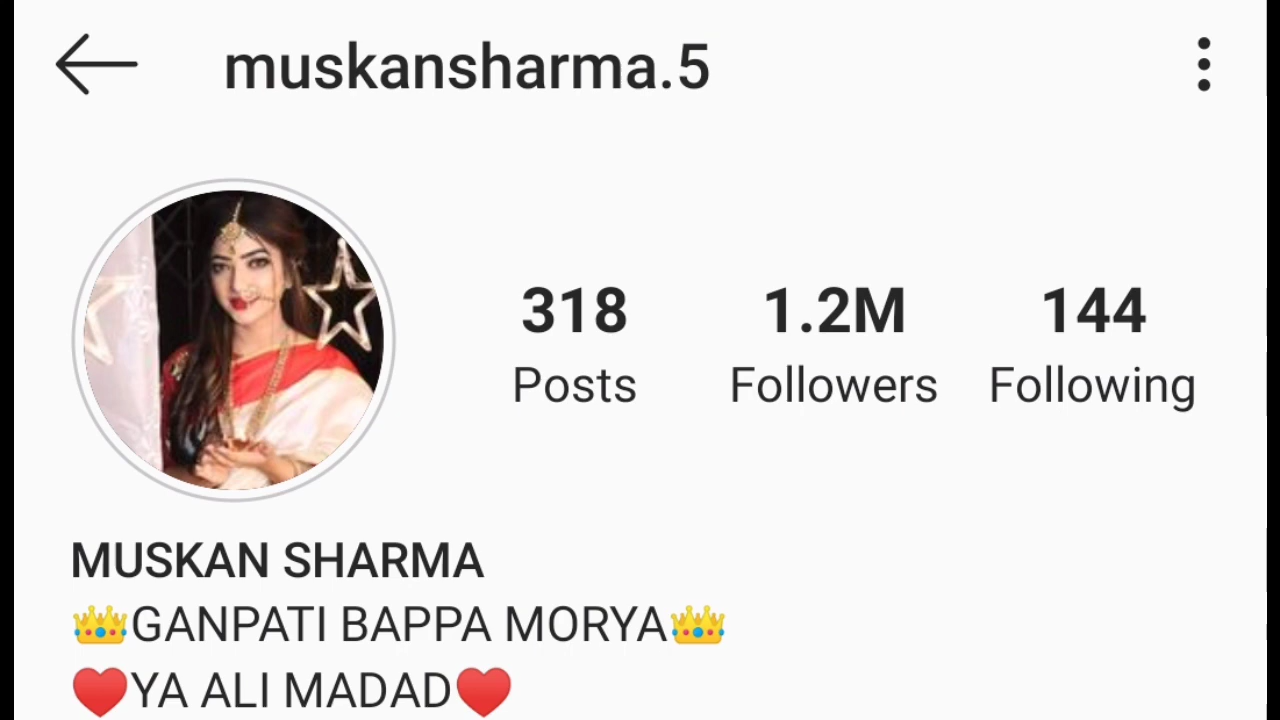 muskansharma.5
318 1.2M 144
Posts Followers Following
MUSKAN SHARMA
👑GANPATI BAPPA MORYA👑
❤️YA ALI MADAD❤️